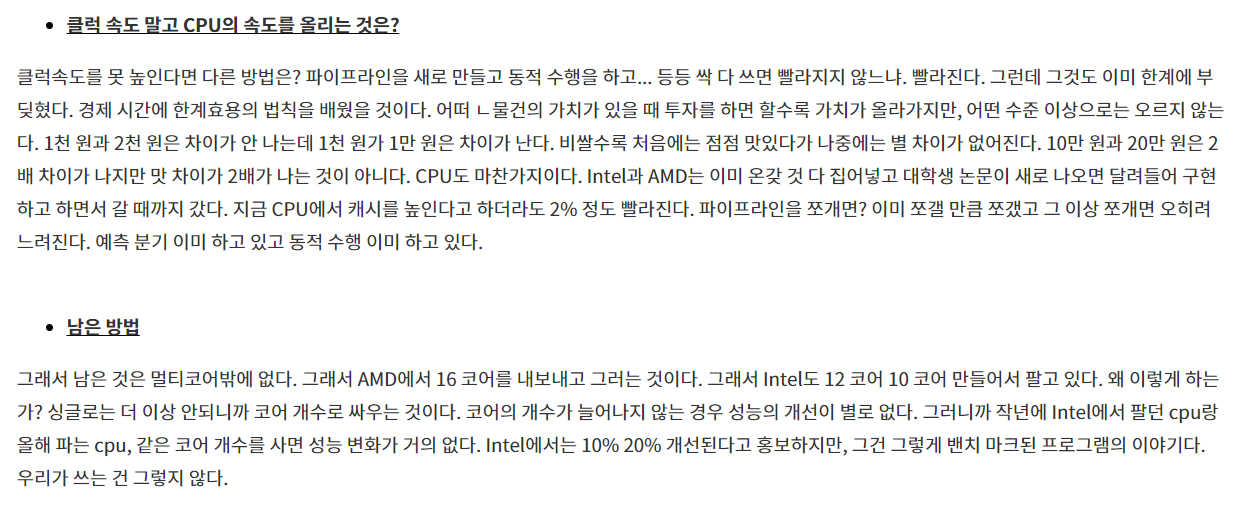 클럭 속도 말고 CPU의 속도를 올리는 것은?
클럭속도를 못 높인다면 다른 방법은? 파이프라인을 새로 만들고 동적 수행을 하고... 등등 싹 다 쓰면 빨라지지 않느냐. 빨라진다. 그런데 그것도 이미 한계에 부
딪혔다. 경제 시간에 한계효용의 법칙을 배웠을 것이다. 어떠 ㄴ물건의 가치가 있을 때 투자를 하면 할수록 가치가 올라가지만, 어떤 수준 이상으로는 오르지 않는
다. 1천 원과 2천 원은 차이가 안 나는데 1천 원가 1만 원은 차이가 난다. 비쌀수록 처음에는 점점 맛있다가 나중에는 별 차이가 없어진다. 10만 원과 20만 원은 2
배 차이가 나지만 맛 차이가 2배가 나는 것이 아니다. CPU도 마찬가지이다. Intel과 AMD는 이미 온갖 것 다 집어넣고 대학생 논문이 새로 나오면 달려들어 구현
하고 하면서 갈 때까지 갔다. 지금 CPU에서 캐시를 높인다고 하더라도 2% 정도 빨라진다. 파이프라인을 쪼개면? 이미 쪼갤 만큼 쪼갰고 그 이상 쪼개면 오히려
느려진다. 예측 분기 이미 하고 있고 동적 수행 이미 하고 있다.
남은 방법
그래서 남은 것은 멀티코어밖에 없다. 그래서 AMD에서 16 코어를 내보내고 그러는 것이다. 그래서 Intel도 12 코어 10 코어 만들어서 팔고 있다. 왜 이렇게 하는
가? 싱글로는 더 이상 안되니까 코어 개수로 싸우는 것이다. 코어의 개수가 늘어나지 않는 경우 성능의 개선이 별로 없다. 그러니까 작년에 Intel에서 팔던 cpu랑
올해 파는 cpu, 같은 코어 개수를 사면 성능 변화가 거의 없다. Intel에서는 10% 20% 개선된다고 홍보하지만, 그건 그렇게 밴치 마크된 프로그램의 이야기다.
우리가 쓰는 건 그렇지 않다.